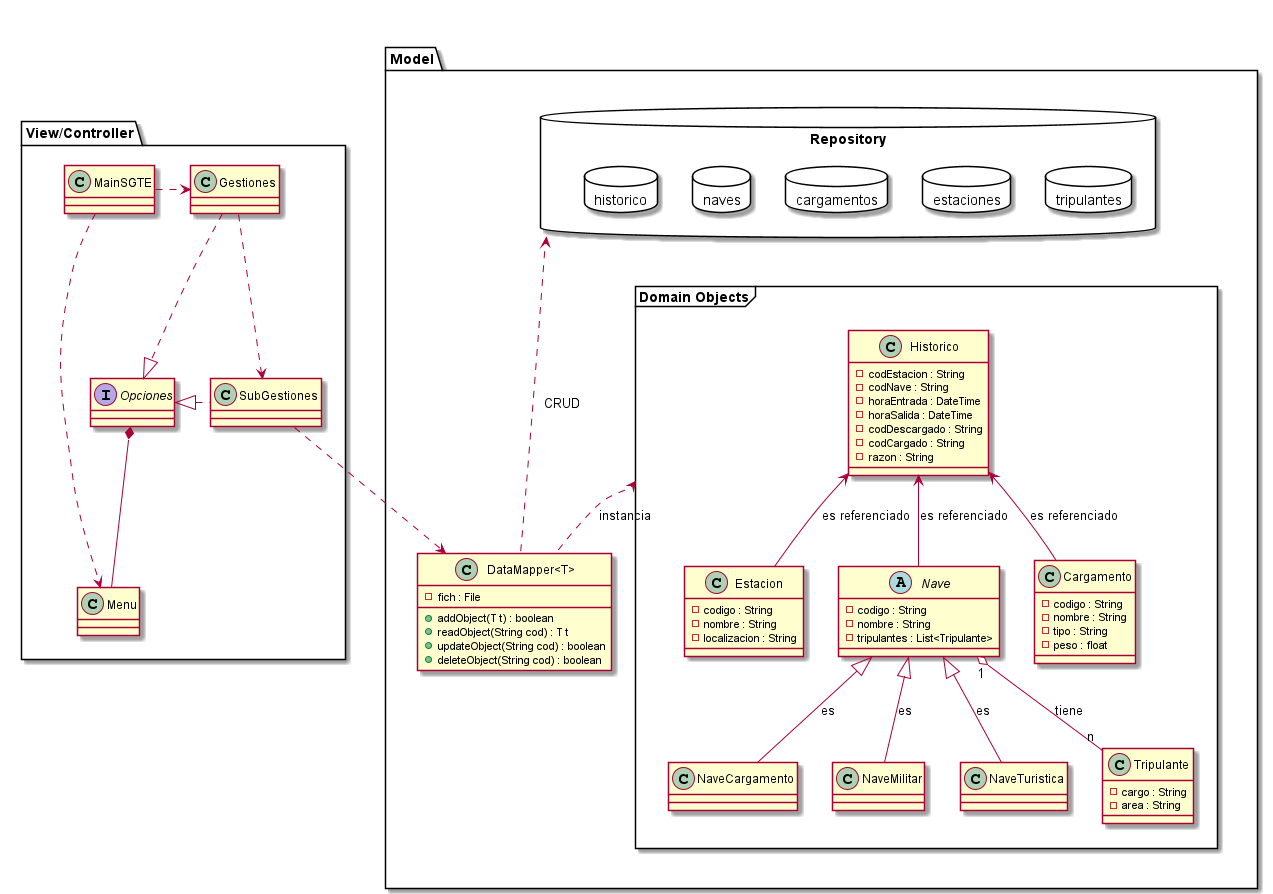 Model
Repository
historico
naves
cargamentos
estaciones
tripulantes
View/Controller
C MainSGTE
C Gestiones
I Opciones
C SubGestiones
C Menu
CRUD
instancia
C DataMapper<T>
fich : File
addObject(T t) : boolean
readObject(String cod) : T t
updateObject(String cod) : boolean
deleteObject(String cod) : boolean
Domain Objects
C Historico
codEstacion : String
codNave : String
horaEntrada : DateTime
horaSalida : DateTime
codDescargado : String
codCargado : String
razon : String
es referenciado
es referenciado
es referenciado
C Estacion
codigo : String
nombre : String
localizacion : String
A Nave
codigo : String
nombre : String
tripulantes : List<Tripulante>
C Cargamento
codigo : String
nombre : String
tipo : String
peso : float
es
es
es
1
tiene
n
C NaveCargamento
C NaveMilitar
C NaveTuristica
C Tripulante
cargo : String
area : String